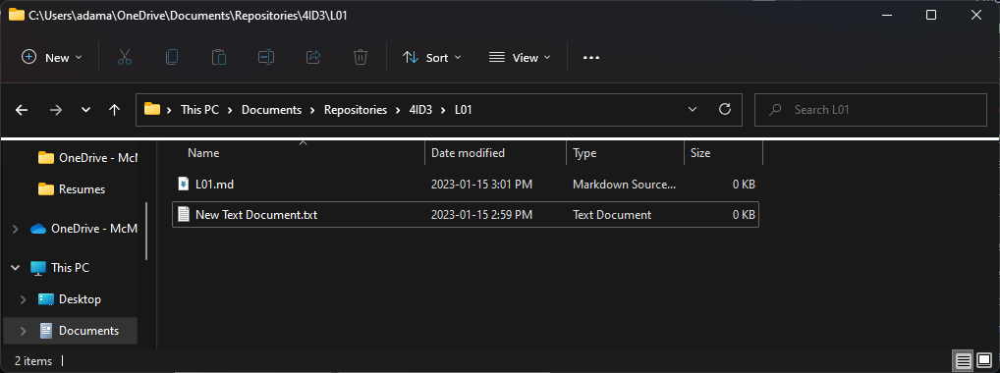 C:\Users\adama\OneDrive\Documents\Repositories\4ID3\L01
New Sort View
This PC Documents Repositories 4ID3 L01 Search L01
Name Date modified Type Size
OneDrive - McM
L01.md 2023-01-15 3:01 PM Markdown Source... 0 KB
Resumes
New Text Document.txt 2023-01-15 2:59 PM Text Document 0 KB
OneDrive - McM
This PC
Desktop
Documents
2 items